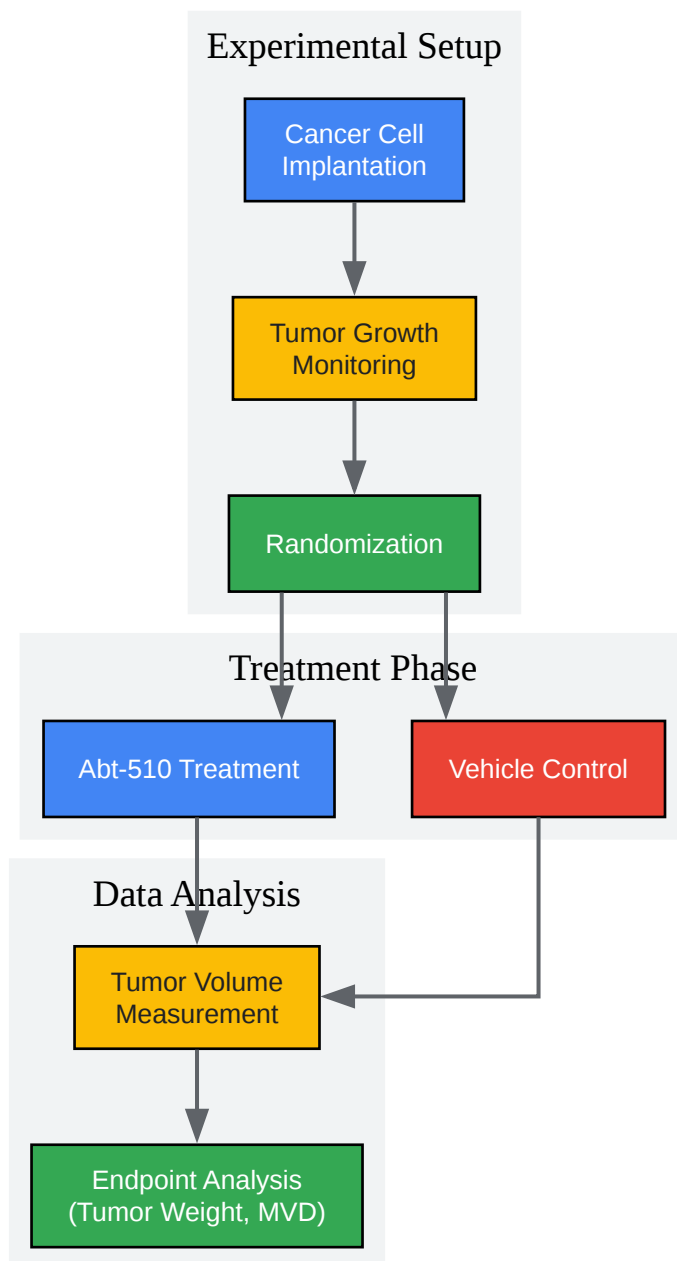 Experimental Setup
Cancer Cell
Implantation
Tumor Growth
Monitoring
Randomization
Treatment Phase
Abt-510 Treatment
Vehicle Control
Data Analysis
Tumor Volume
Measurement
Endpoint Analysis
(Tumor Weight, MVD)